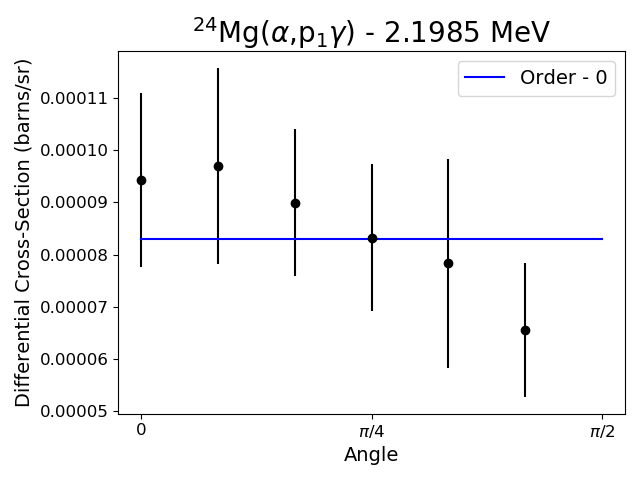 ²⁴Mg(α,p₁γ) - 2.1985 MeV
Differential Cross-Section (barns/sr)
0.00011
0.00010
0.00009
0.00008
0.00007
0.00006
0.00005
Order - 0
0
π/4
π/2
Angle